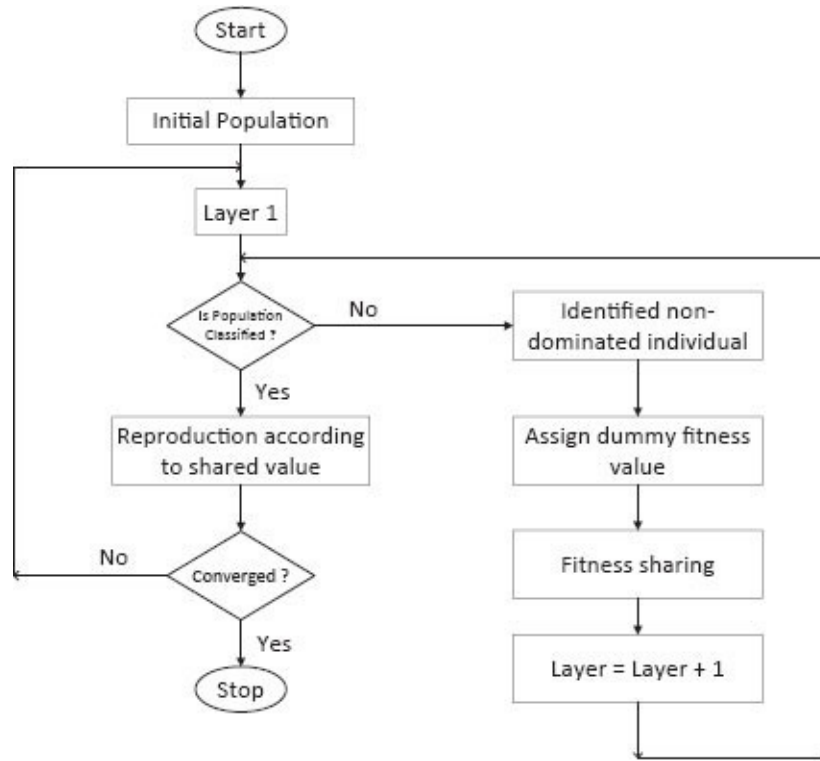 Start
Initial Population
Layer 1
Is Population
Classified ?
No
Yes
Identified non-
dominated individual
Reproduction according
to shared value
Assign dummy fitness
value
No
Converged ?
Fitness sharing
Yes
Layer = Layer + 1
Stop